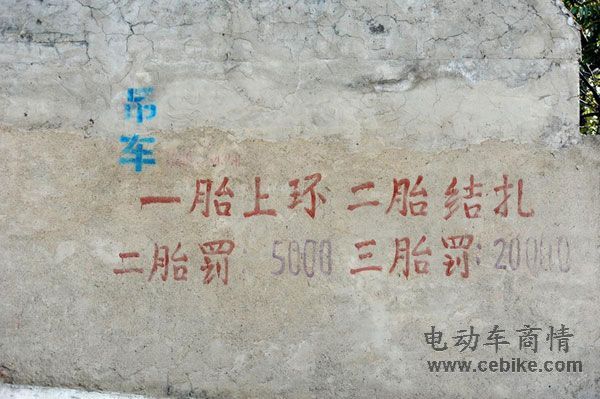 吊
车
一胎上环 二胎结扎
二胎罚: 5000 三胎罚:20000
电动车商情
www.cebike.com